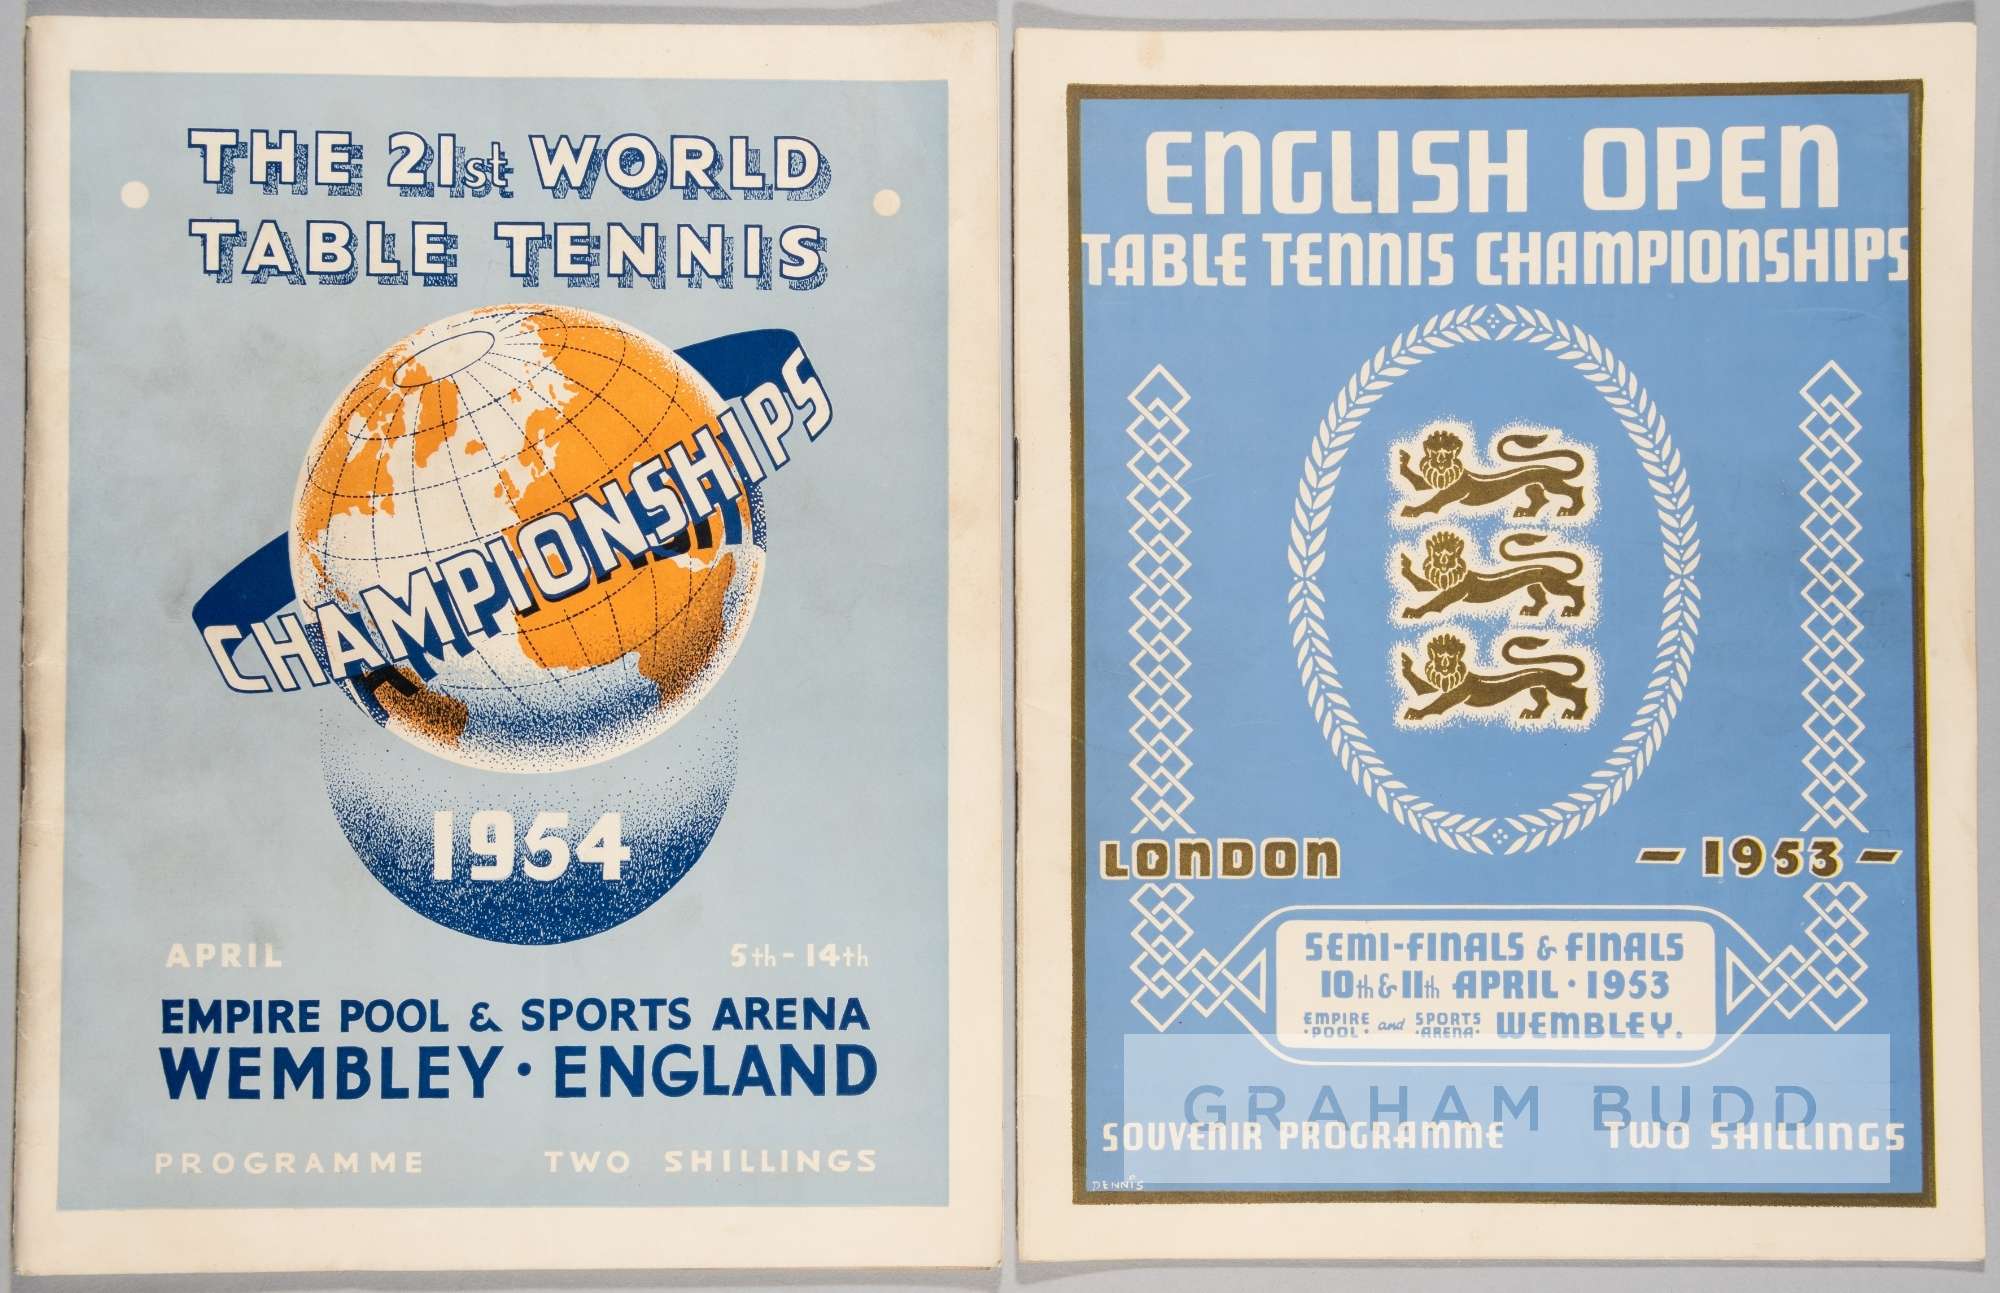 THE 21st WORLD
TABLE TENNIS
CHAMPIONSHIPS
1954
APRIL 5th - 14th
EMPIRE POOL & SPORTS ARENA
WEMBLEY · ENGLAND
PROGRAMME TWO SHILLINGS
ENGLISH OPEN
TABLE TENNIS CHAMPIONSHIPS
LONDON - 1953 -
SEMI-FINALS & FINALS
10th & 11th APRIL · 1953
EMPIRE · POOL · and SPORTS · ARENA · WEMBLEY.
GRAHAM BUDD
SOUVENIR PROGRAMME TWO SHILLINGS
DENNIS